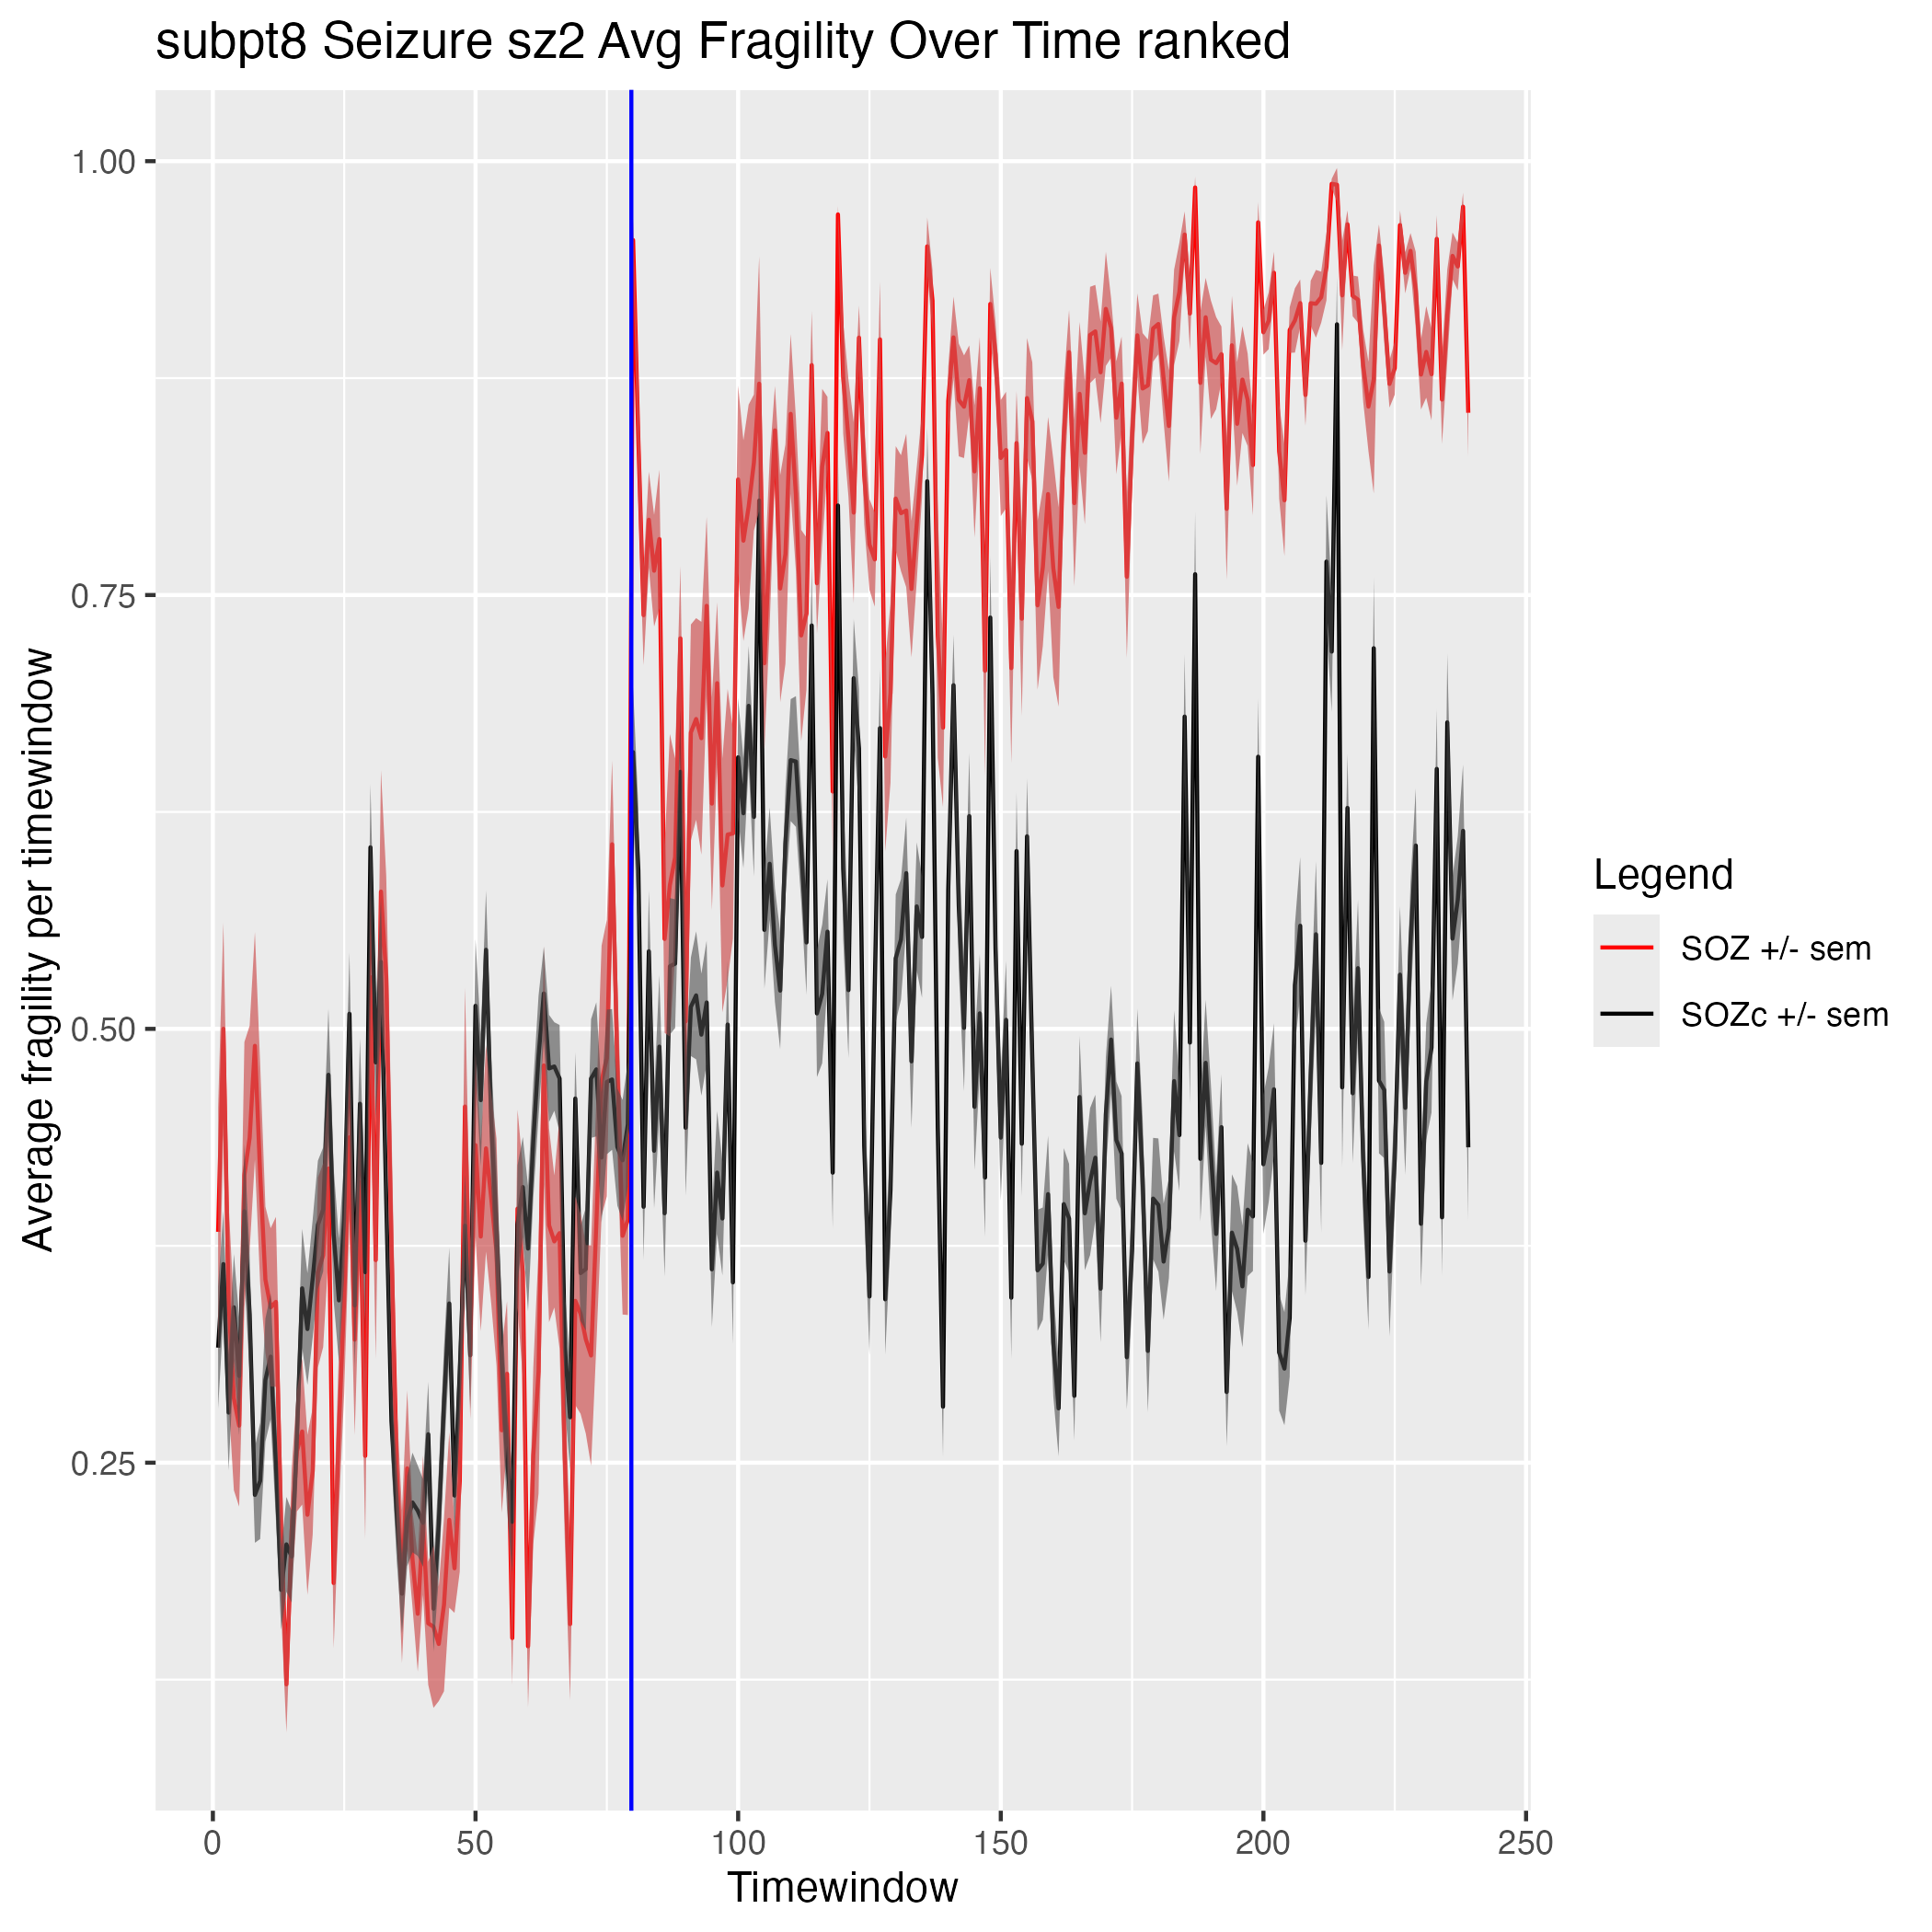 subpt8 Seizure sz2 Avg Fragility Over Time ranked
Average fragility per timewindow
1.00
0.75
0.50
0.25
0 50 100 150 200 250
Timewindow
Legend
SOZ +/- sem
SOZc +/- sem